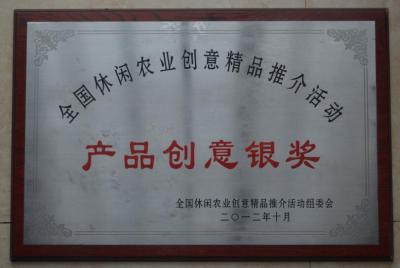 全国休闲农业创意精品推介活动
产品创意银奖
全国休闲农业创意精品推介活动组委会
二〇一二年十月